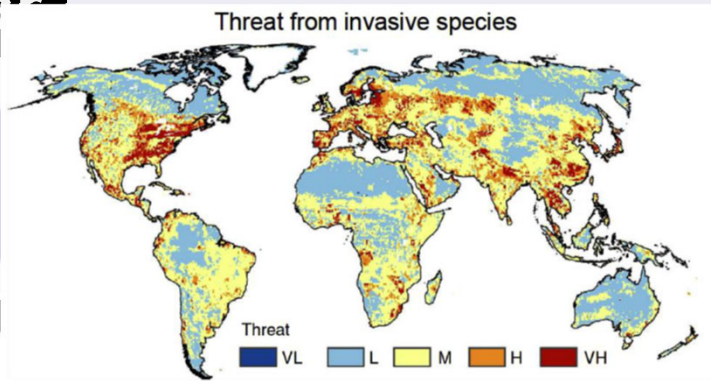 Threat from invasive species
Threat
VL L M H VH